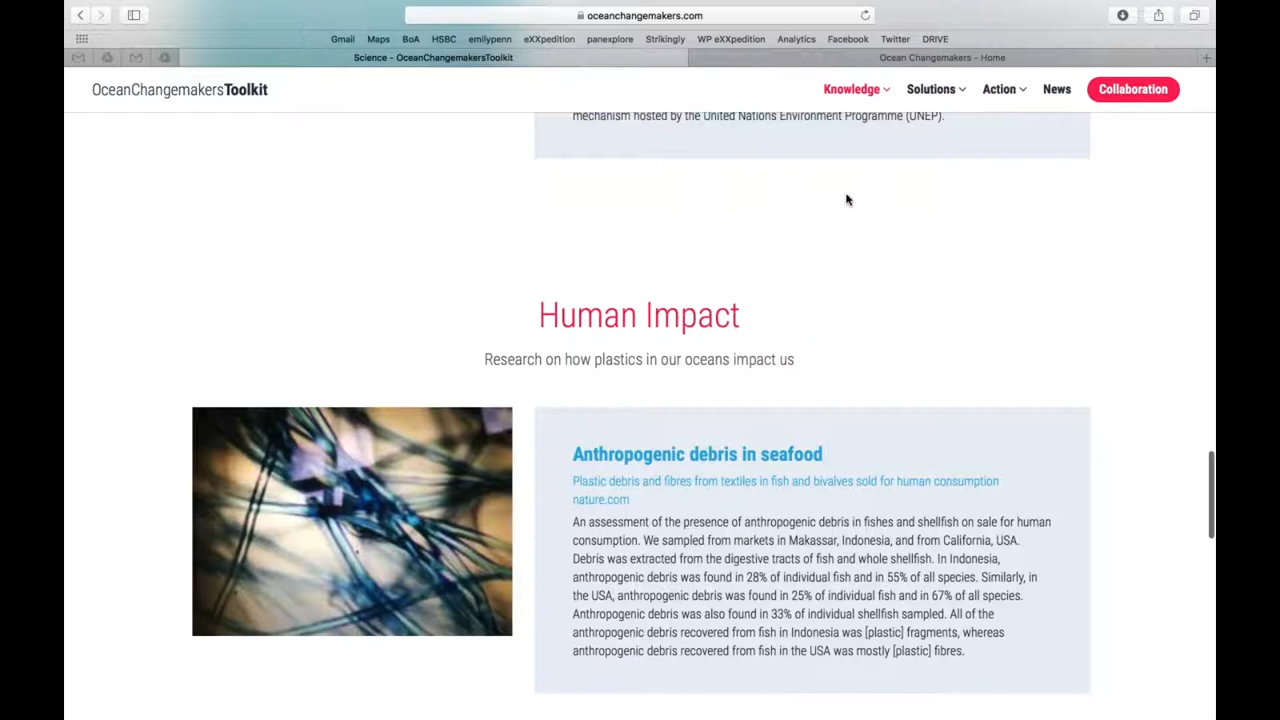 oceanchangemakers.com
Gmail Maps BoA HSBC emilypenn eXXpedition panexplore Strikingly WP eXXpedition Analytics Facebook Twitter DRIVE
Science - OceanChangemakersToolkit Ocean Changemakers - Home
OceanChangemakersToolkit Knowledge Solutions Action News Collaboration
mechanism hosted by the United Nations Environment Programme (UNEP).
Human Impact
Research on how plastics in our oceans impact us
Anthropogenic debris in seafood
Plastic debris and fibres from textiles in fish and bivalves sold for human consumption
nature.com
An assessment of the presence of anthropogenic debris in fishes and shellfish on sale for human
consumption. We sampled from markets in Makassar, Indonesia, and from California, USA.
Debris was extracted from the digestive tracts of fish and whole shellfish. In Indonesia,
anthropogenic debris was found in 28% of individual fish and in 55% of all species. Similarly, in
the USA, anthropogenic debris was found in 25% of individual fish and in 67% of all species.
Anthropogenic debris was also found in 33% of individual shellfish sampled. All of the
anthropogenic debris recovered from fish in Indonesia was [plastic] fragments, whereas
anthropogenic debris recovered from fish in the USA was mostly [plastic] fibres.